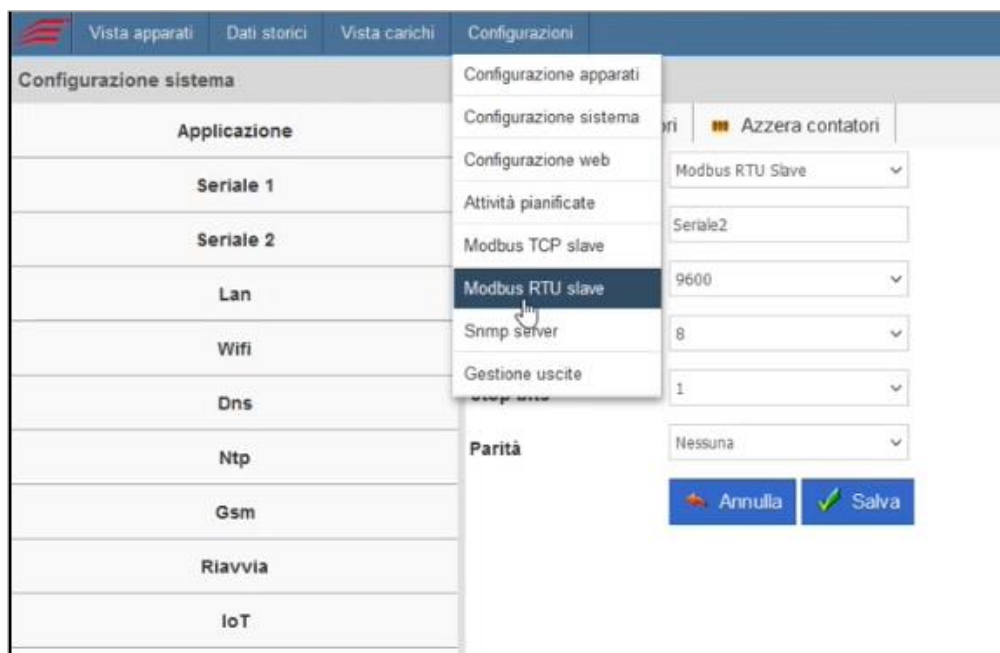 Vista apparati Dati storici Vista carichi Configurazioni
Configurazione sistema
Applicazione
Seriale 1
Seriale 2
Lan
Wifi
Dns
Ntp
Gsm
Riavvia
IoT
Configurazione apparati
Configurazione sistema
Configurazione web
Attività pianificate
Modbus TCP slave
Modbus RTU slave
Snmp server
Gestione uscite
Azzera contatori
Modbus RTU Slave
Seriale2
9600
8
1
Parità Nessuna
Annulla Salva